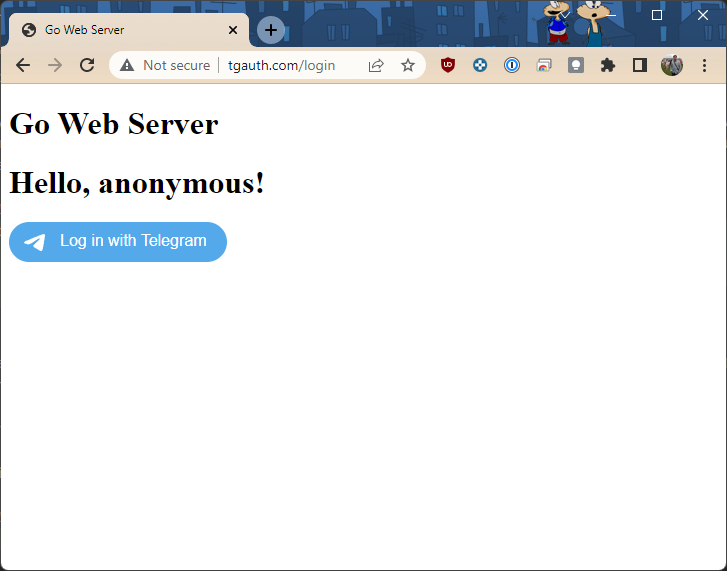 Go Web Server
Not secure
tgauth.com/login
Go Web Server
Hello, anonymous!
Log in with Telegram